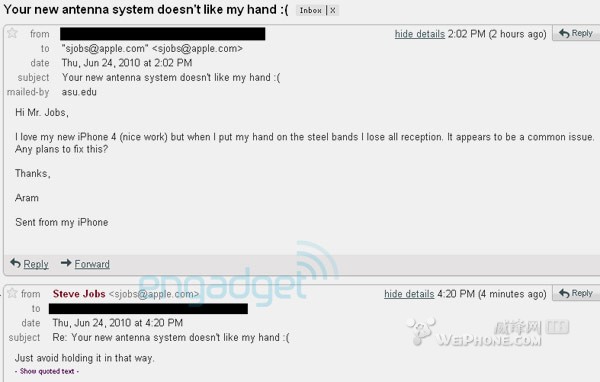 Your new antenna system doesn't like my hand :( Inbox | X
from hide details 2:02 PM (2 hours ago) Reply
to "sjobs@apple.com" <sjobs@apple.com>
date Thu, Jun 24, 2010 at 2:02 PM
subject Your new antenna system doesn't like my hand :(
mailed-by asu.edu
Hi Mr. Jobs,
I love my new iPhone 4 (nice work) but when I put my hand on the steel bands I lose all reception. It appears to be a common issue.
Any plans to fix this?
Thanks,
Aram
Sent from my iPhone
Reply Forward
engadget
from Steve Jobs <sjobs@apple.com> hide details 4:20 PM (4 minutes ago) Reply
to
date Thu, Jun 24, 2010 at 4:20 PM
subject Re: Your new antenna system doesn't like my hand :(
威锋网
WEIPHONE.COM
Just avoid holding it in that way.
- Show quoted text -